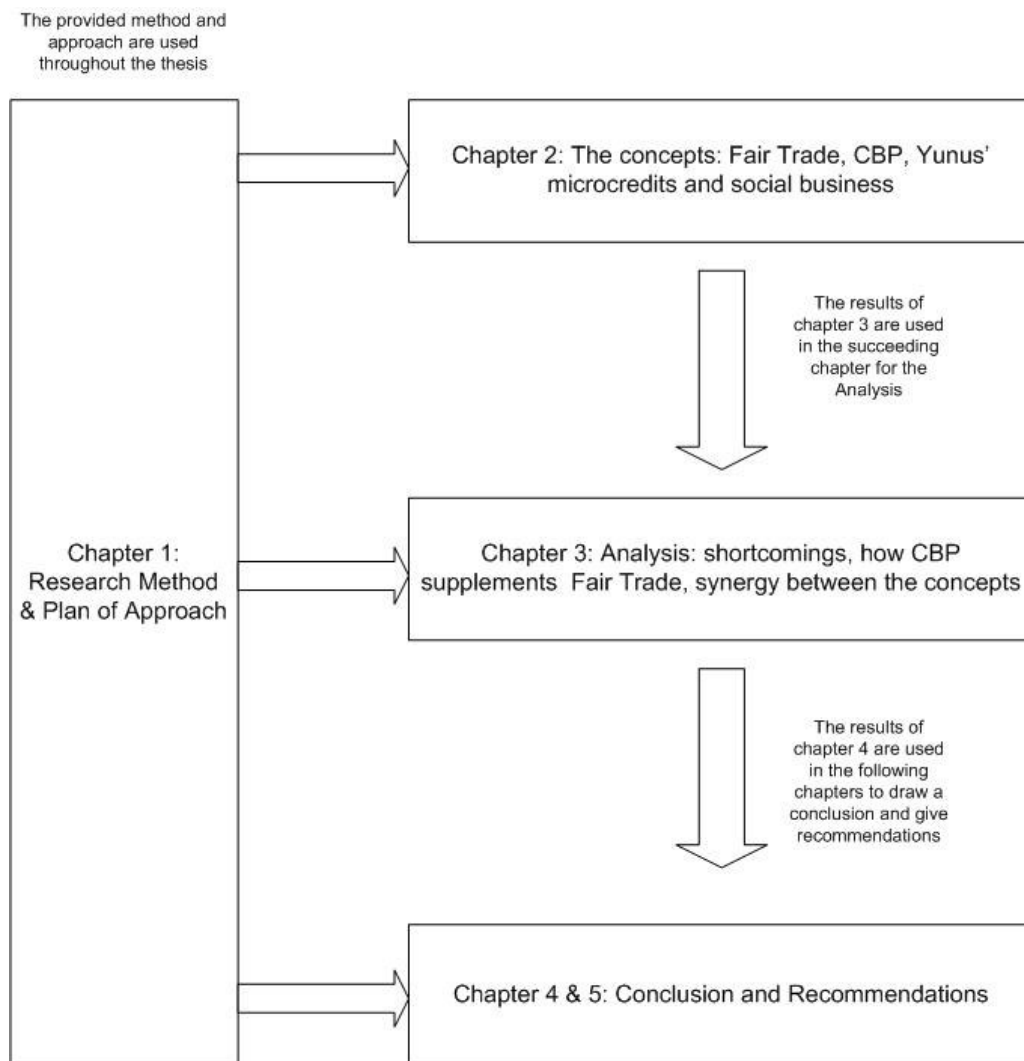 The provided method and
approach are used
throughout the thesis
Chapter 1:
Research Method
& Plan of Approach
Chapter 2: The concepts: Fair Trade, CBP, Yunus'
microcredits and social business
The results of
chapter 3 are used
in the succeeding
chapter for the
Analysis
Chapter 3: Analysis: shortcomings, how CBP
supplements Fair Trade, synergy between the concepts
The results of
chapter 4 are used
in the following
chapters to draw a
conclusion and give
recommendations
Chapter 4 & 5: Conclusion and Recommendations